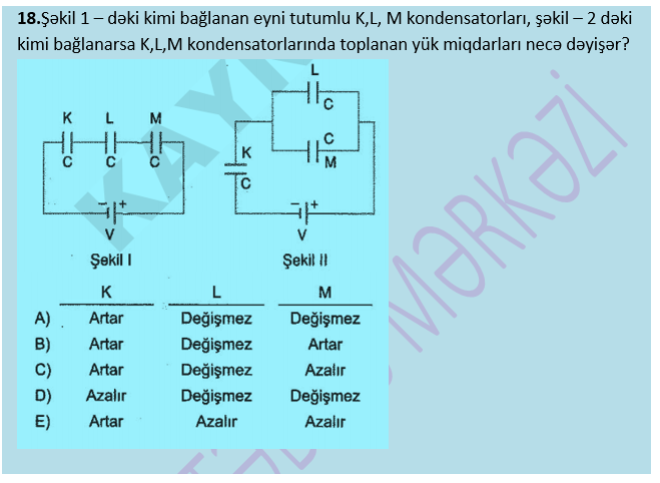 18.Şəkil 1 – dəki kimi bağlanan eyni tutumlu K,L, M kondensatorları, şəkil – 2 dəki
kimi bağlanarsa K,L,M kondensatorlarında toplanan yük miqdarları necə dəyişər?
K L M
C C C
- +
V
Şekil I
L
C
K
C
C
M
- +
V
Şekil II
K L M
A) Artar Değişmez Değişmez
B) Artar Değişmez Artar
C) Artar Değişmez Azalır
D) Azalır Değişmez Değişmez
E) Artar Azalır Azalır
MƏRKƏZİ